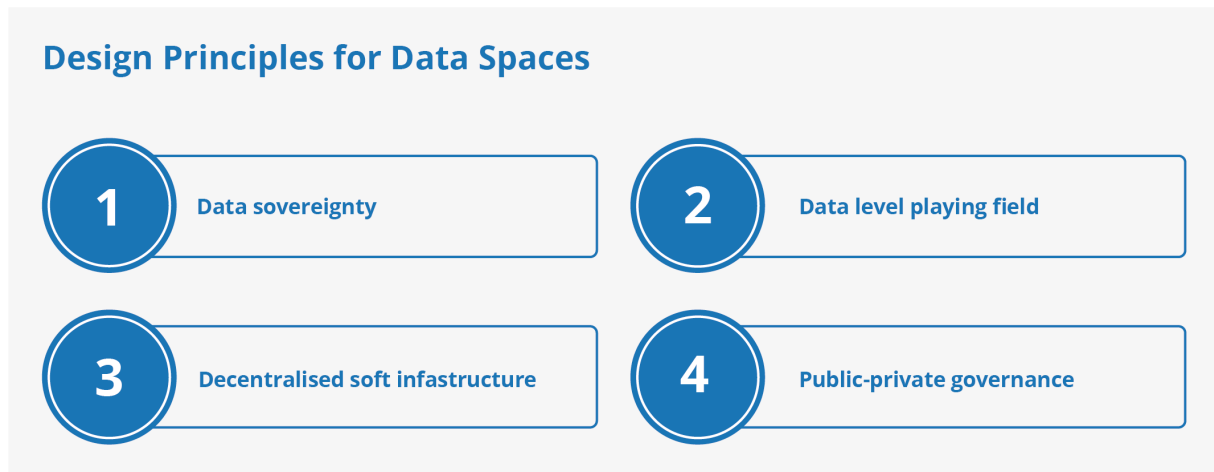 Design Principles for Data Spaces
1
Data sovereignty
2
Data level playing field
3
Decentralised soft infastructure
4
Public-private governance